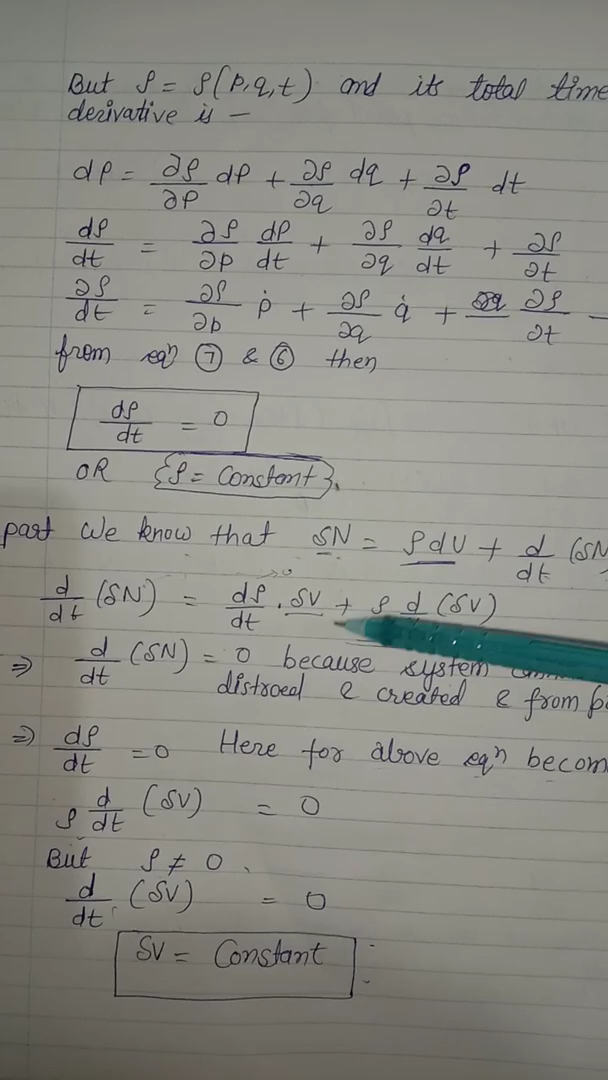 But ρ = ρ(p,q,t) and its total time
derivative is —
dρ = ∂ρ/∂p dp + ∂ρ/∂q dq + ∂ρ/∂t dt
dρ/dt = ∂ρ/∂p dp/dt + ∂ρ/∂q dq/dt + ∂ρ/∂t
∂ρ/∂t = ∂ρ/∂p ṗ + ∂ρ/∂q q̇ + ∂ρ/∂t —
from eqⁿ ⑦ & ⑥ then
dρ/dt = 0
OR {ρ = Constant}.
part We know that δN = ρdU + d/dt (δN
d/dt (δN) = dρ/dt . δV + ρ d/dt (δV)
⇒ d/dt (δN) = 0 because system
distroed & created & from
⇒ dρ/dt = 0 Here for above eqⁿ becom
ρ d/dt (δV) = 0
But ρ ≠ 0.
d/dt (δV) = 0
δV = Constant